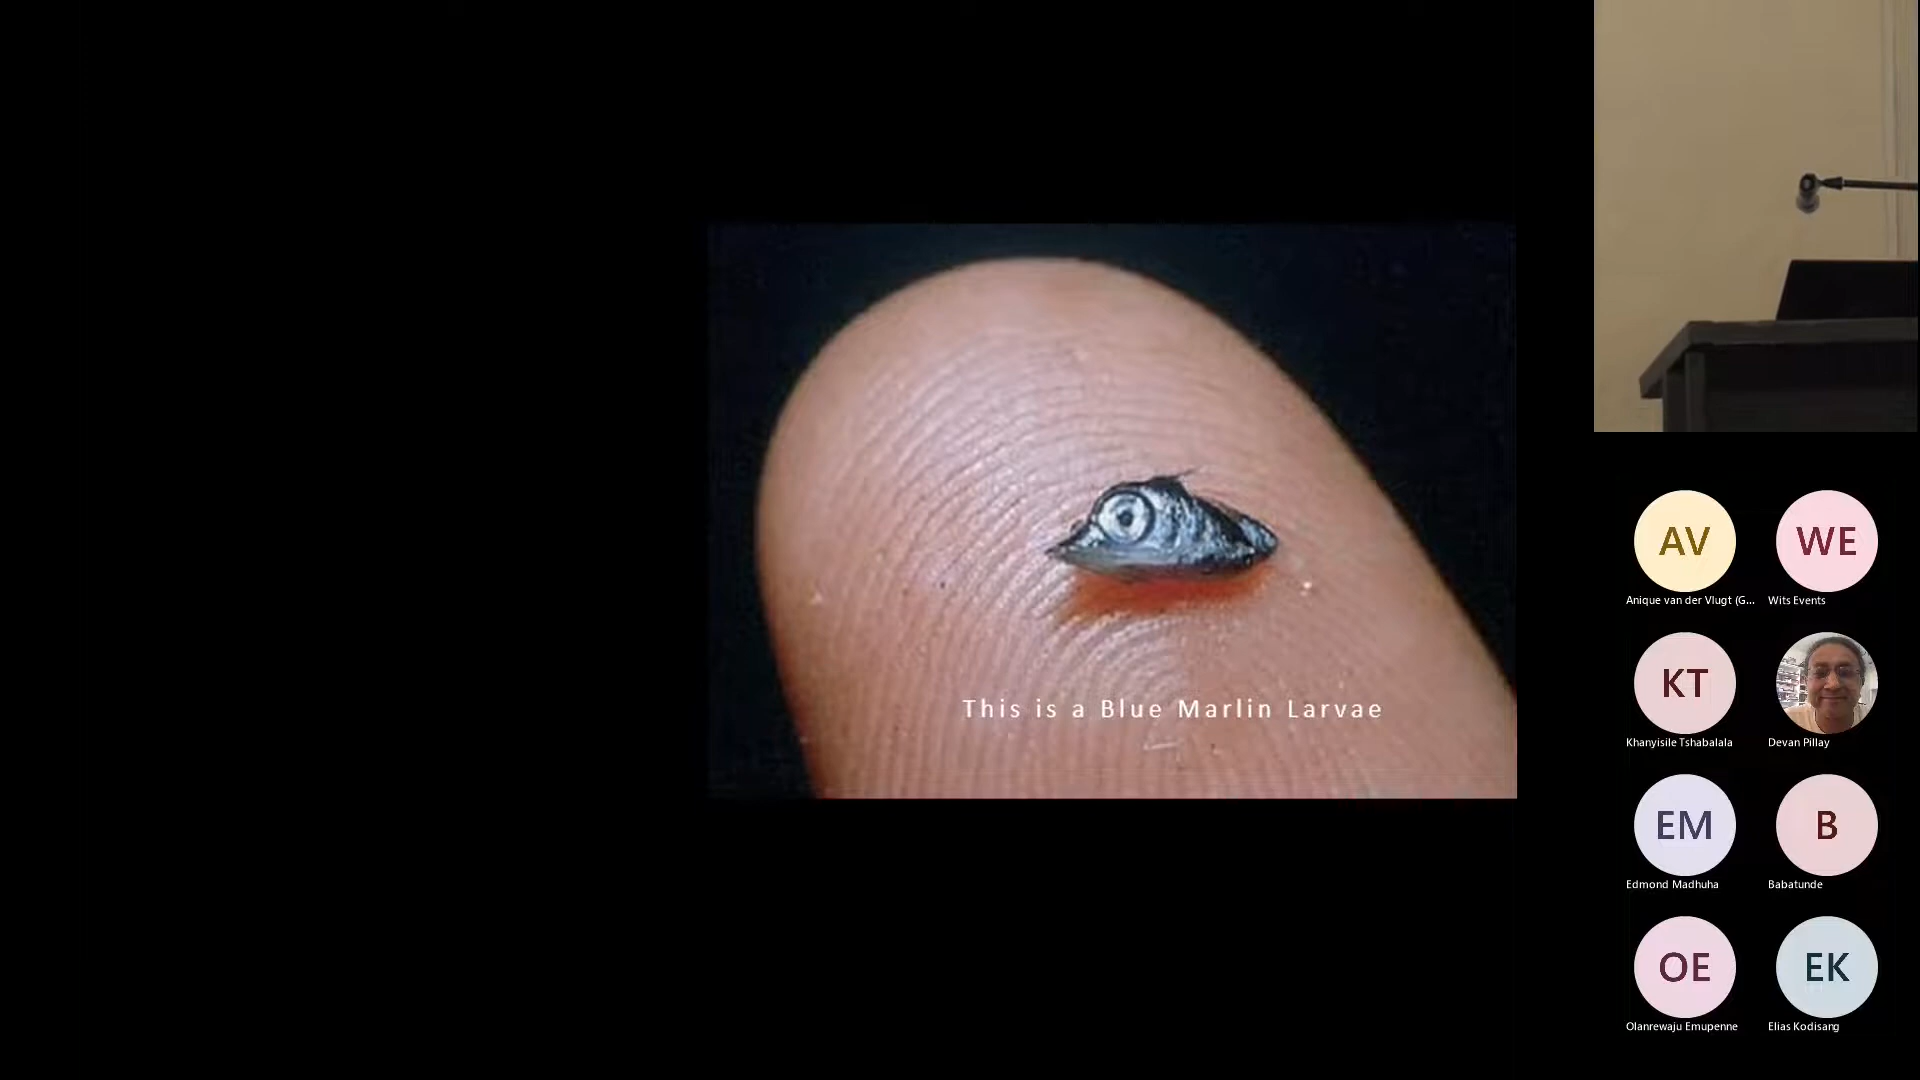 This is a Blue Marlin Larvae
AV
WE
Anique van der Vlugt (G...
Wits Events
KT
Khanyisile Tshabalala
Devan Pillay
EM
B
Edmond Madhuha
Babatunde
OE
EK
Olanrewaju Emupenne
Elias Kodisang